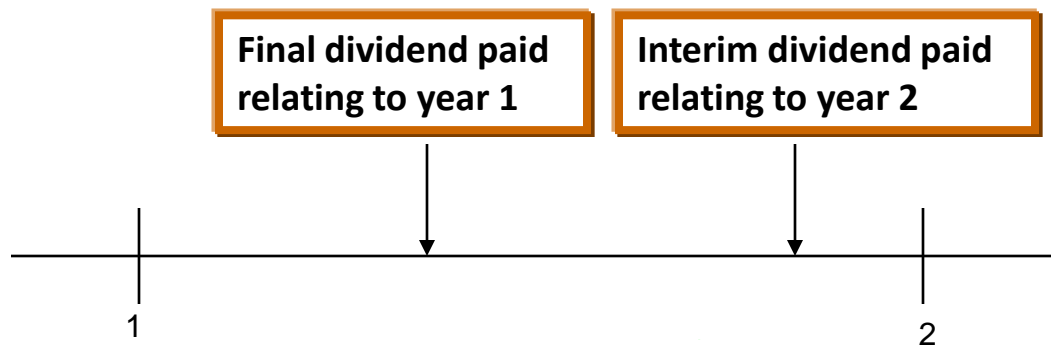 Final dividend paid
relating to year 1
Interim dividend paid
relating to year 2
1
2